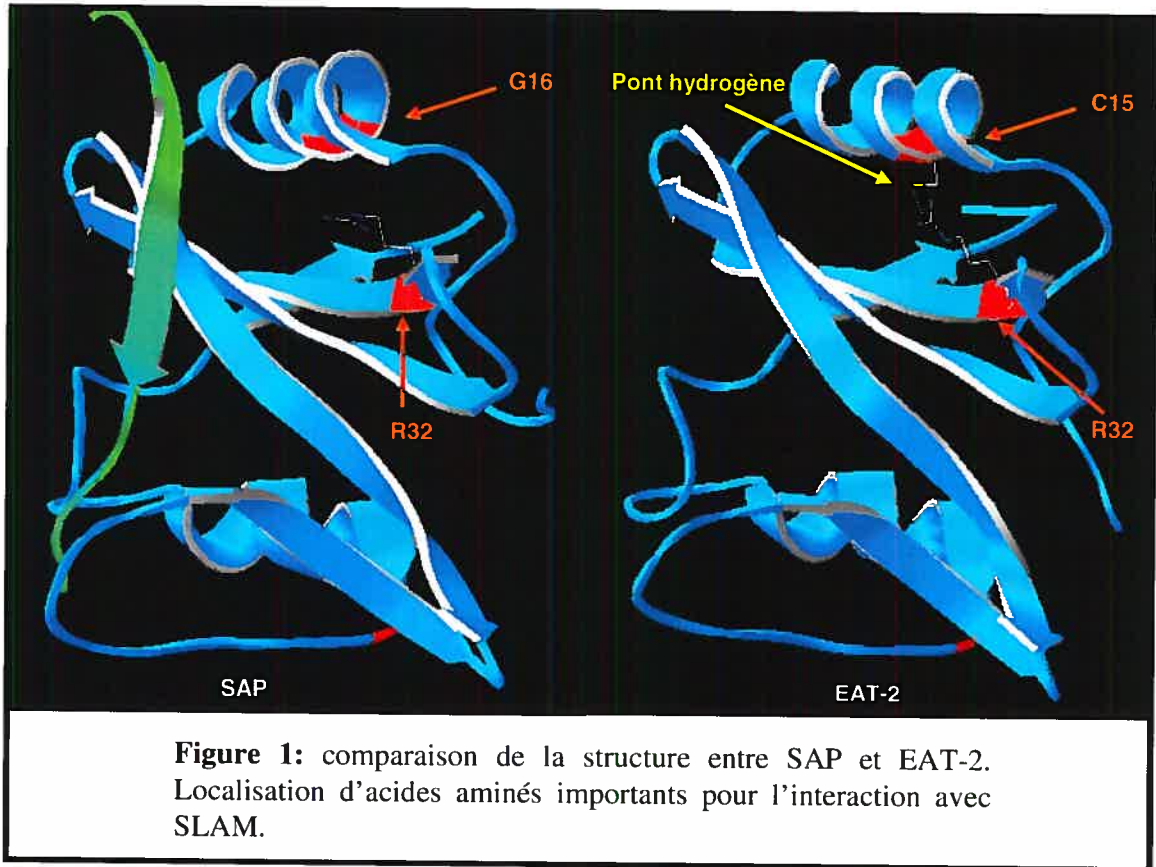 G16
Pont hydrogène
C15
R32
R32
SAP
EAT-2
Figure 1: comparaison de la structure entre SAP et EAT-2.
Localisation d'acides aminés importants pour l'interaction avec
SLAM.